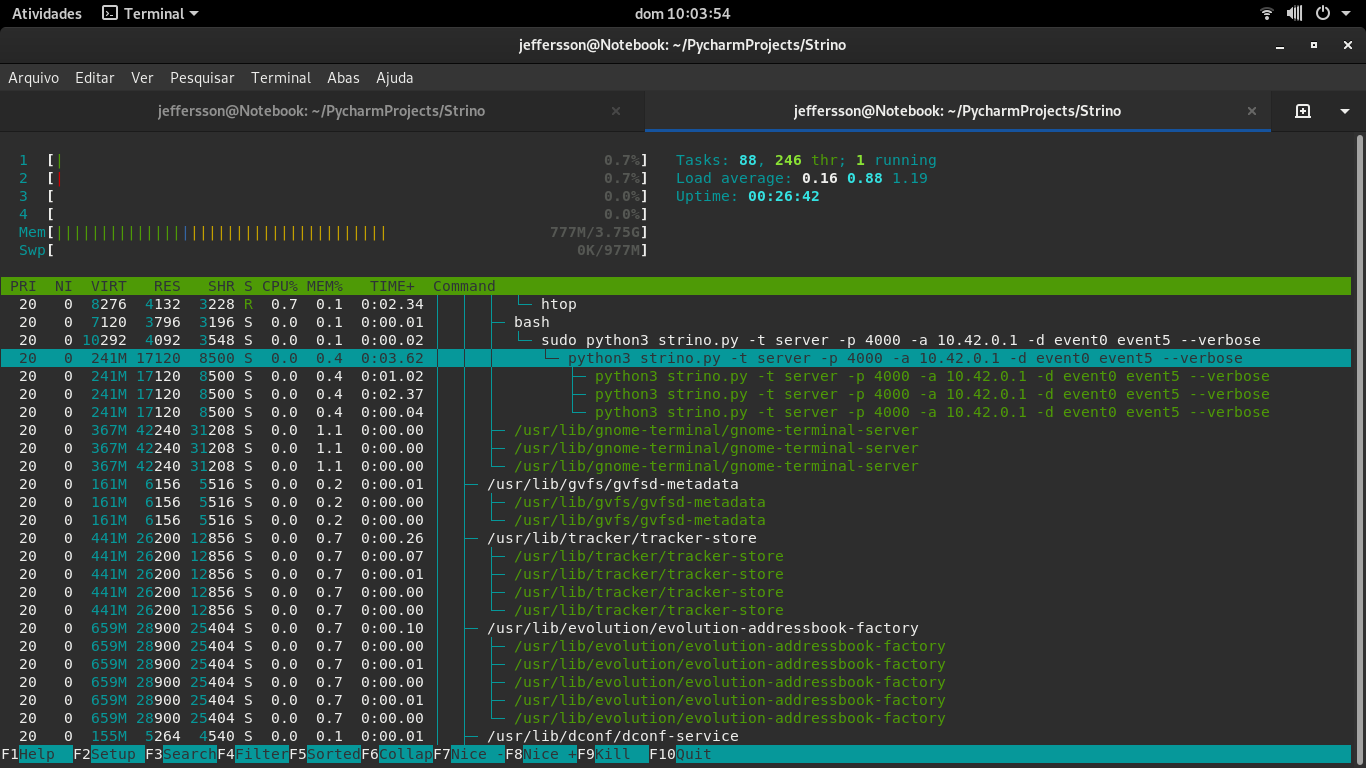 Atividades Terminal dom 10:03:54
jeffersson@Notebook: ~/PycharmProjects/Strino
Arquivo Editar Ver Pesquisar Terminal Abas Ajuda
jeffersson@Notebook: ~/PycharmProjects/Strino jeffersson@Notebook: ~/PycharmProjects/Strino
1 [| 0.7%] Tasks: 88, 246 thr; 1 running
2 [| 0.7%] Load average: 0.16 0.88 1.19
3 [ 0.0%] Uptime: 00:26:42
4 [ 0.0%]
Mem[||||||||||||||||||||||||||||||||||||| 777M/3.75G]
Swp[ 0K/977M]
PRI NI VIRT RES SHR S CPU% MEM% TIME+ Command
20 0 8276 4132 3228 R 0.7 0.1 0:02.34 htop
20 0 7120 3796 3196 S 0.0 0.1 0:00.01 bash
20 0 10292 4092 3548 S 0.0 0.1 0:00.02 sudo python3 strino.py -t server -p 4000 -a 10.42.0.1 -d event0 event5 --verbose
20 0 241M 17120 8500 S 0.0 0.4 0:03.62 python3 strino.py -t server -p 4000 -a 10.42.0.1 -d event0 event5 --verbose
20 0 241M 17120 8500 S 0.0 0.4 0:01.02 python3 strino.py -t server -p 4000 -a 10.42.0.1 -d event0 event5 --verbose
20 0 241M 17120 8500 S 0.0 0.4 0:02.37 python3 strino.py -t server -p 4000 -a 10.42.0.1 -d event0 event5 --verbose
20 0 241M 17120 8500 S 0.0 0.4 0:00.04 python3 strino.py -t server -p 4000 -a 10.42.0.1 -d event0 event5 --verbose
20 0 367M 42240 31208 S 0.0 1.1 0:00.00 /usr/lib/gnome-terminal/gnome-terminal-server
20 0 367M 42240 31208 S 0.0 1.1 0:00.00 /usr/lib/gnome-terminal/gnome-terminal-server
20 0 367M 42240 31208 S 0.0 1.1 0:00.00 /usr/lib/gnome-terminal/gnome-terminal-server
20 0 161M 6156 5516 S 0.0 0.2 0:00.01 /usr/lib/gvfs/gvfsd-metadata
20 0 161M 6156 5516 S 0.0 0.2 0:00.00 /usr/lib/gvfs/gvfsd-metadata
20 0 161M 6156 5516 S 0.0 0.2 0:00.00 /usr/lib/gvfs/gvfsd-metadata
20 0 441M 26200 12856 S 0.0 0.7 0:00.26 /usr/lib/tracker/tracker-store
20 0 441M 26200 12856 S 0.0 0.7 0:00.07 /usr/lib/tracker/tracker-store
20 0 441M 26200 12856 S 0.0 0.7 0:00.01 /usr/lib/tracker/tracker-store
20 0 441M 26200 12856 S 0.0 0.7 0:00.00 /usr/lib/tracker/tracker-store
20 0 441M 26200 12856 S 0.0 0.7 0:00.01 /usr/lib/tracker/tracker-store
20 0 659M 28900 25404 S 0.0 0.7 0:00.10 /usr/lib/evolution/evolution-addressbook-factory
20 0 659M 28900 25404 S 0.0 0.7 0:00.00 /usr/lib/evolution/evolution-addressbook-factory
20 0 659M 28900 25404 S 0.0 0.7 0:00.01 /usr/lib/evolution/evolution-addressbook-factory
20 0 659M 28900 25404 S 0.0 0.7 0:00.00 /usr/lib/evolution/evolution-addressbook-factory
20 0 659M 28900 25404 S 0.0 0.7 0:00.01 /usr/lib/evolution/evolution-addressbook-factory
20 0 659M 28900 25404 S 0.0 0.7 0:00.00 /usr/lib/evolution/evolution-addressbook-factory
20 0 155M 5264 4540 S 0.0 0.1 0:00.01 /usr/lib/dconf/dconf-service
F1Help F2Setup F3SearchF4FilterF5SortedF6CollapF7Nice -F8Nice +F9Kill F10Quit